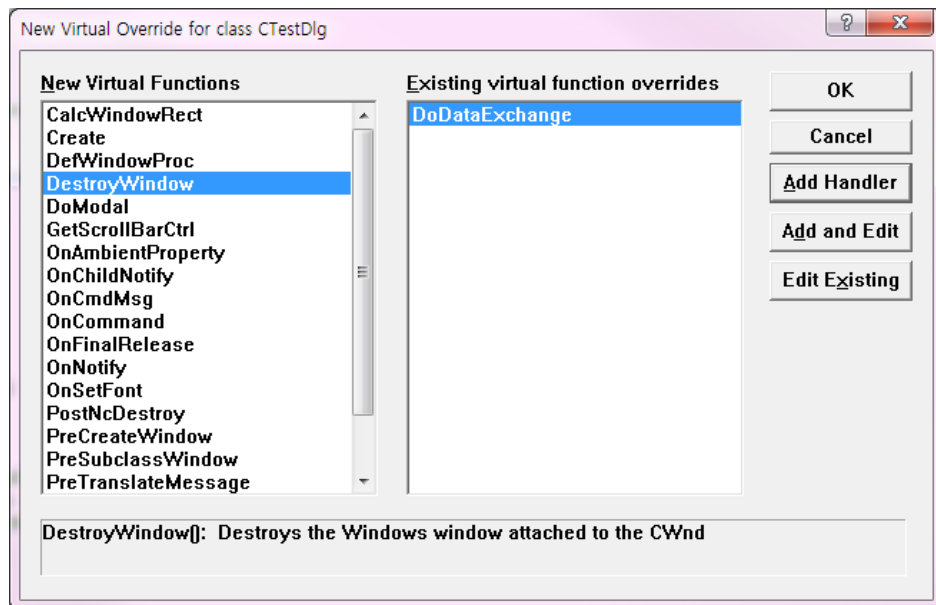 New Virtual Override for class CTestDlg
New Virtual Functions
CalcWindowRect
Create
DefWindowProc
DestroyWindow
DoModal
GetScrollBarCtrl
OnAmbientProperty
OnChildNotify
OnCmdMsg
OnCommand
OnFinalRelease
OnNotify
OnSetFont
PostNcDestroy
PreCreateWindow
PreSubclassWindow
PreTranslateMessage
Existing virtual function overrides
DoDataExchange
OK
Cancel
Add Handler
Add and Edit
Edit Existing
DestroyWindow(): Destroys the Windows window attached to the CWnd